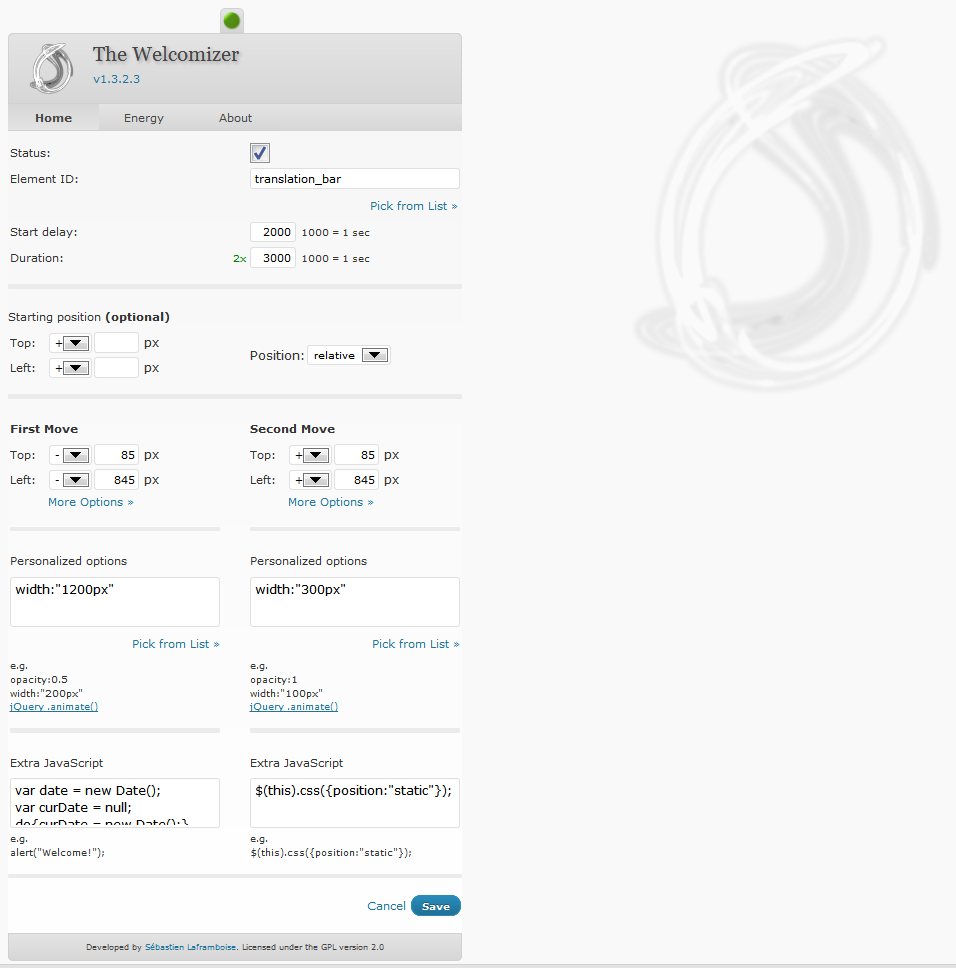 The Welcomizer
v1.3.2.3
Home Energy About
Status:
Element ID: translation_bar
Pick from List »
Start delay: 2000 1000 = 1 sec
Duration: 2x 3000 1000 = 1 sec
Starting position (optional)
Top: + px
Left: + px
Position: relative
First Move
Top: - 85 px
Left: - 845 px
More Options »
Second Move
Top: + 85 px
Left: + 845 px
More Options »
Personalized options
width:"1200px"
Pick from List »
e.g.
opacity:0.5
width:"200px"
jQuery .animate()
Personalized options
width:"300px"
Pick from List »
e.g.
opacity:1
width:"100px"
jQuery .animate()
Extra JavaScript
var date = new Date();
var curDate = null;
do{curDate = new Date();}
e.g.
alert("Welcome!");
Extra JavaScript
$(this).css({position:"static"});
e.g.
$(this).css({position:"static"});
Cancel Save
Developed by Sébastien Laframboise. Licensed under the GPL version 2.0